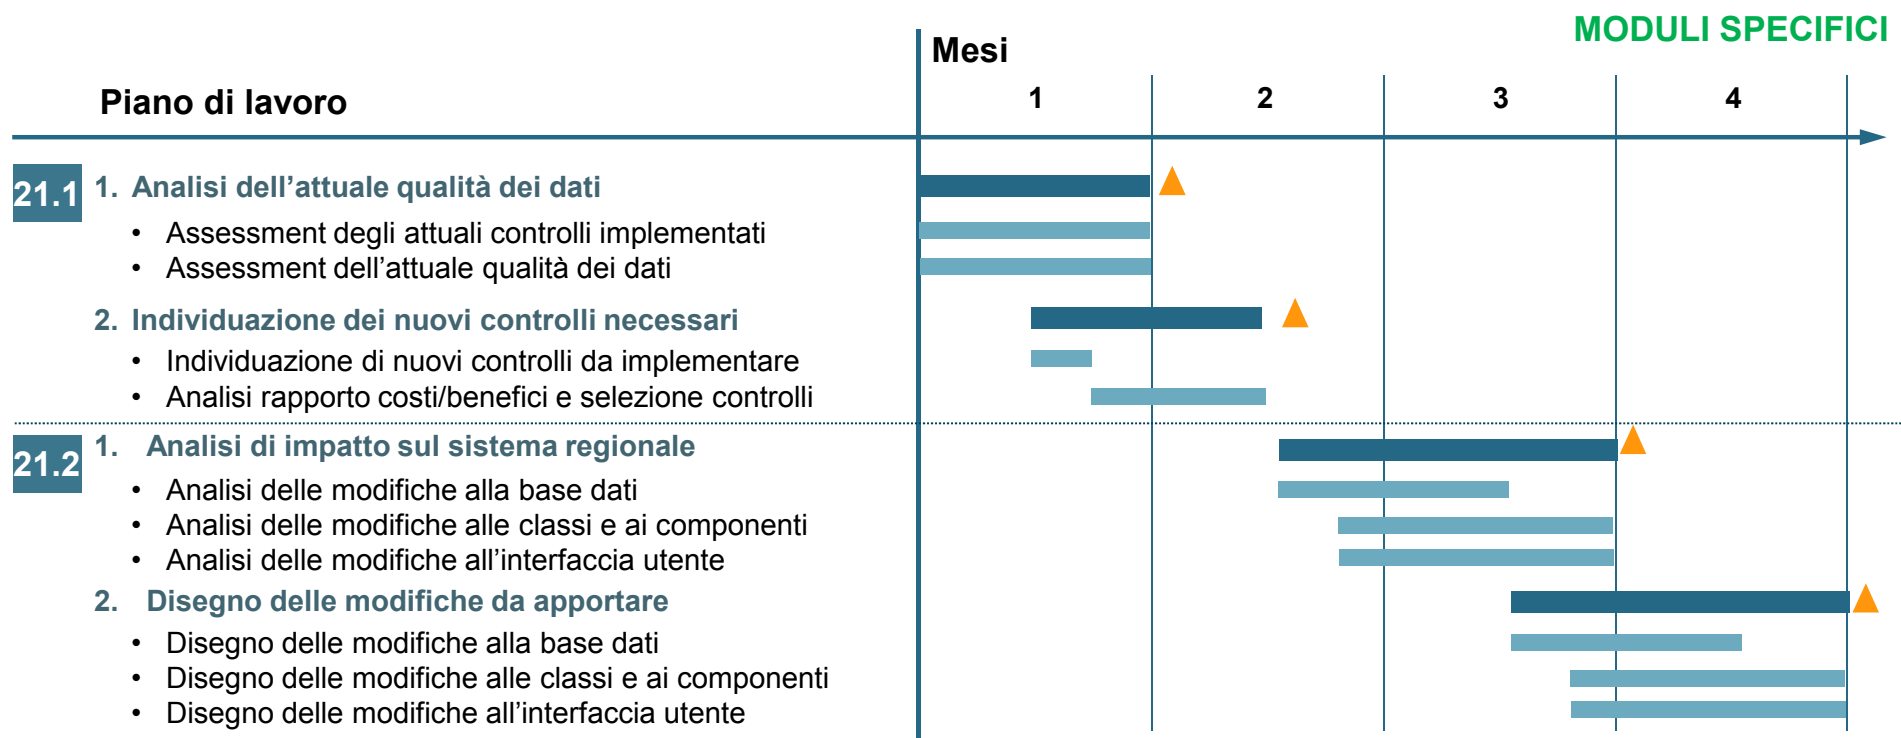 MODULI SPECIFICI
Mesi
Piano di lavoro
1 2 3 4
21.1
1. Analisi dell’attuale qualità dei dati
• Assessment degli attuali controlli implementati
• Assessment dell’attuale qualità dei dati
2. Individuazione dei nuovi controlli necessari
• Individuazione di nuovi controlli da implementare
• Analisi rapporto costi/benefici e selezione controlli
21.2
1. Analisi di impatto sul sistema regionale
• Analisi delle modifiche alla base dati
• Analisi delle modifiche alle classi e ai componenti
• Analisi delle modifiche all’interfaccia utente
2. Disegno delle modifiche da apportare
• Disegno delle modifiche alla base dati
• Disegno delle modifiche alle classi e ai componenti
• Disegno delle modifiche all’interfaccia utente